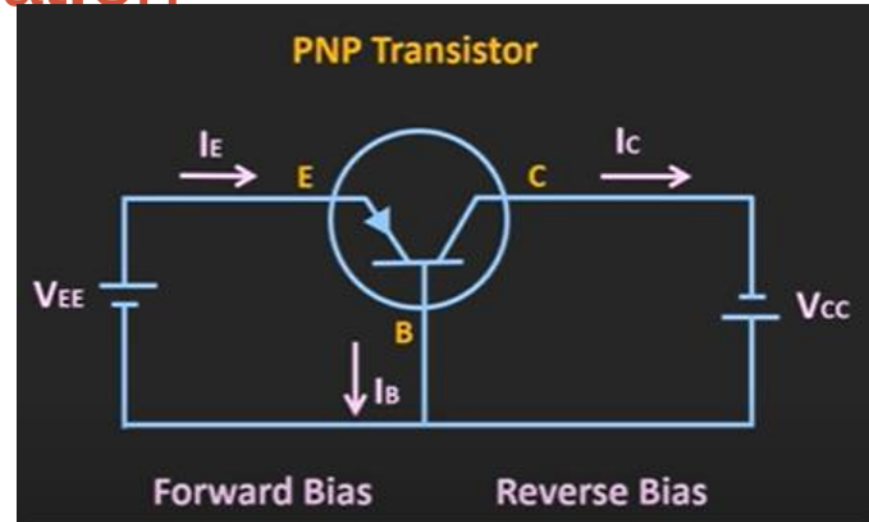 PNP Transistor
IE
IC
E
C
VEE
VCC
B
IB
Forward Bias
Reverse Bias